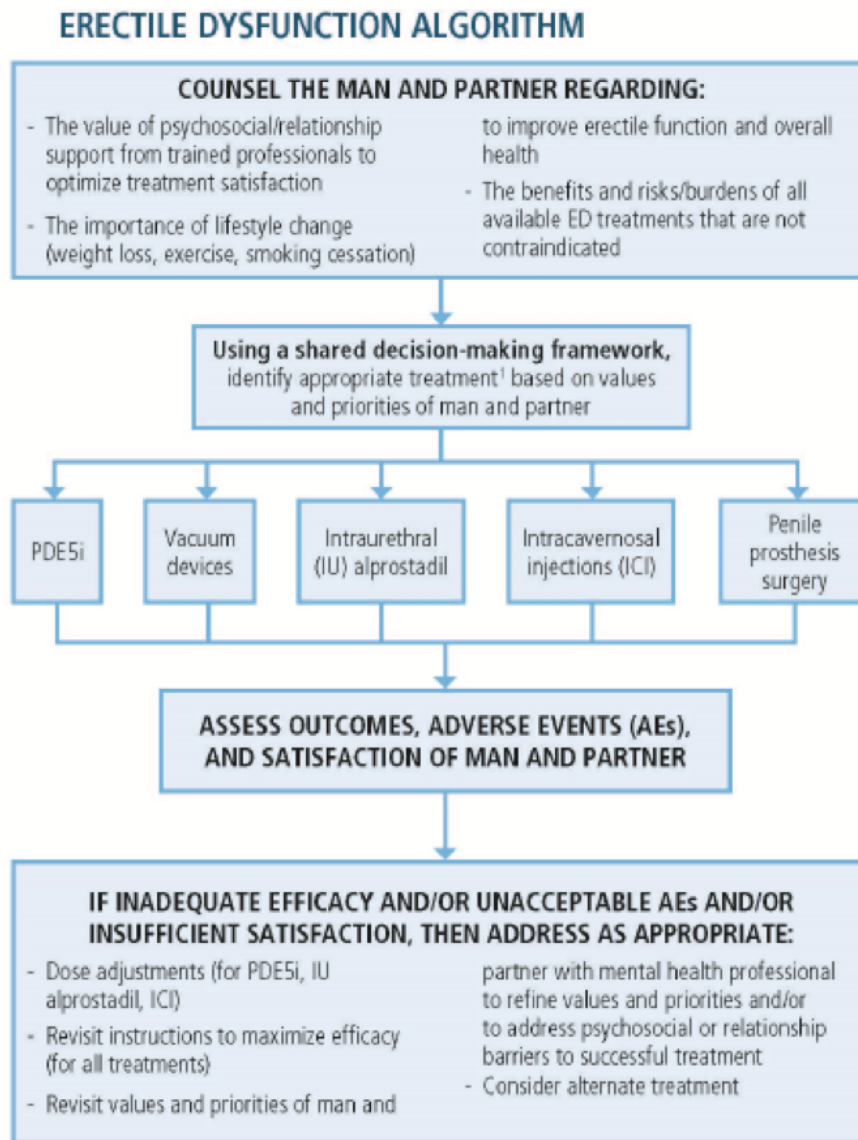 ERECTILE DYSFUNCTION ALGORITHM
COUNSEL THE MAN AND PARTNER REGARDING:
- The value of psychosocial/relationship
support from trained professionals to
optimize treatment satisfaction
- The importance of lifestyle change
(weight loss, exercise, smoking cessation)
to improve erectile function and overall
health
- The benefits and risks/burdens of all
available ED treatments that are not
contraindicated
Using a shared decision-making framework,
identify appropriate treatment¹ based on values
and priorities of man and partner
PDE5i
Vacuum
devices
Intraurethral
(IU) alprostadil
Intracavernosal
injections (ICI)
Penile
prosthesis
surgery
ASSESS OUTCOMES, ADVERSE EVENTS (AEs),
AND SATISFACTION OF MAN AND PARTNER
IF INADEQUATE EFFICACY AND/OR UNACCEPTABLE AEs AND/OR
INSUFFICIENT SATISFACTION, THEN ADDRESS AS APPROPRIATE:
- Dose adjustments (for PDE5i, IU
alprostadil, ICI)
- Revisit instructions to maximize efficacy
(for all treatments)
- Revisit values and priorities of man and
partner with mental health professional
to refine values and priorities and/or
to address psychosocial or relationship
barriers to successful treatment
- Consider alternate treatment